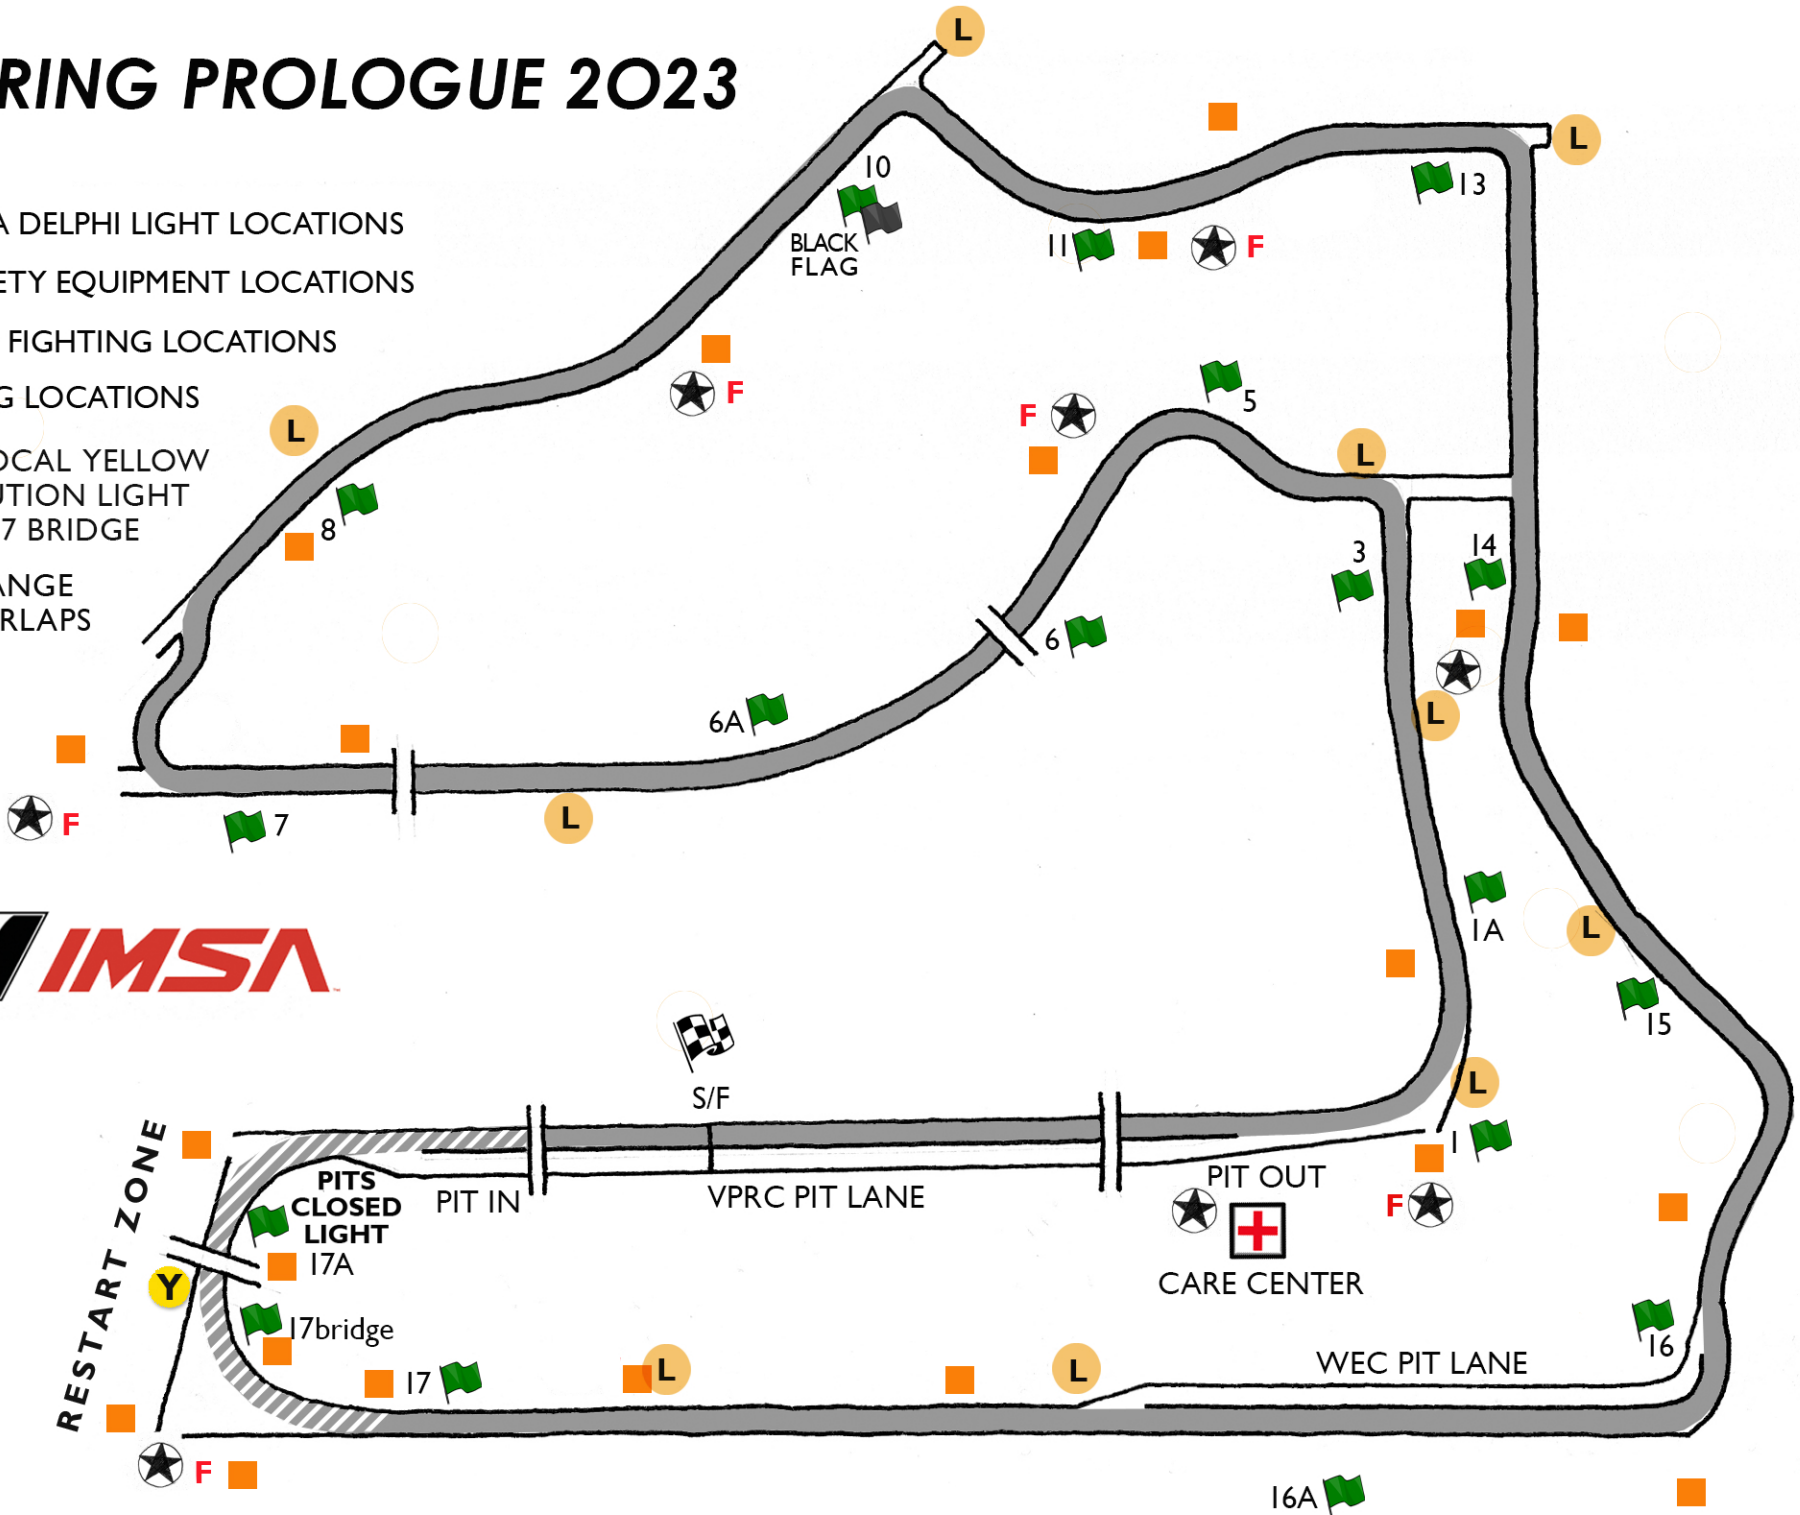 RING PROLOGUE 2023
A DELPHI LIGHT LOCATIONS
ETY EQUIPMENT LOCATIONS
FIGHTING LOCATIONS
G LOCATIONS
OCAL YELLOW
UTION LIGHT
7 BRIDGE
ANGE
RLAPS
L
L
L
10
BLACK
FLAG
11
F
13
F
L
8
F
5
L
3
14
6
6A
L
F
7
L
1A
L
15
IMSA
S/F
L
1
PITS
CLOSED
LIGHT
PIT IN
VPRC PIT LANE
PIT OUT
F
CARE CENTER
RESTART ZONE
17A
Y
17bridge
17
L
L
WEC PIT LANE
16
F
16A